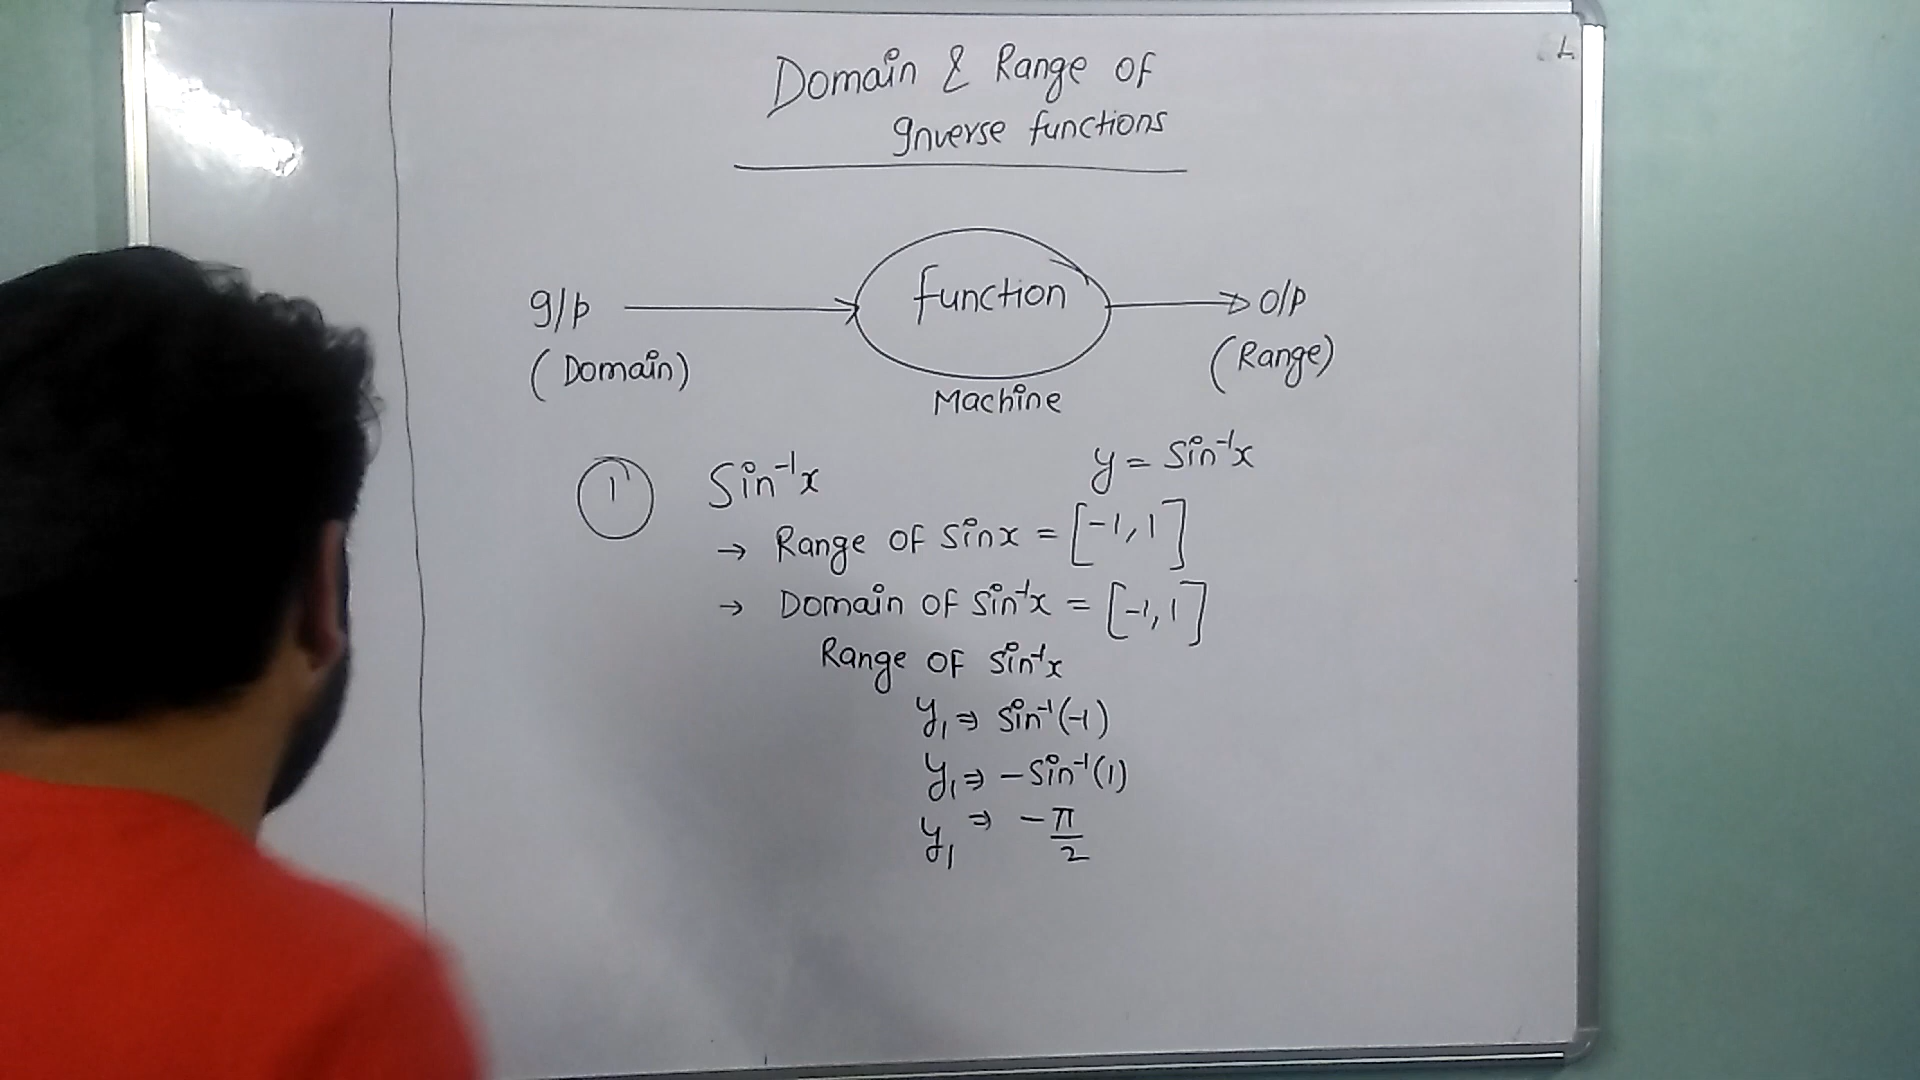 Domain & Range of
Inverse functions
I/p → function → O/P
(Domain) (Range)
Machine
① Sin⁻¹x y = Sin⁻¹x
→ Range of Sinx = [-1, 1]
→ Domain of Sin⁻¹x = [-1, 1]
Range of Sin⁻¹x
y₁ ⇒ Sin⁻¹(-1)
y₁ ⇒ -Sin⁻¹(1)
y₁ ⇒ -π/2